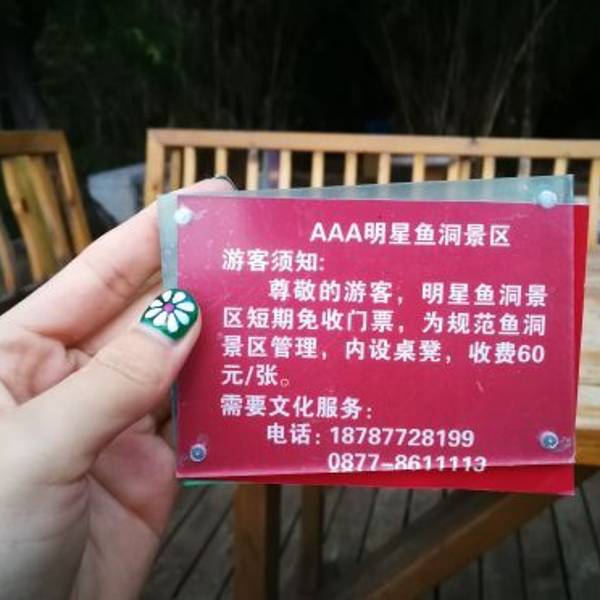 AAA明星鱼洞景区
游客须知:
尊敬的游客，明星鱼洞景
区短期免收门票，为规范鱼洞
景区管理，内设桌凳，收费60
元/张。
需要文化服务：
电话：18787728199
0877-8611113